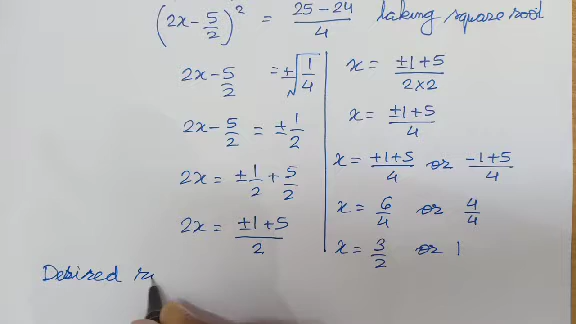 (2x - 5/2)² = (25 - 24)/4 taking square root
2x - 5/2 = ±√(1/4)
2x - 5/2 = ±1/2
2x = ±1/2 + 5/2
2x = (±1+5)/2
x = (±1+5)/(2×2)
x = (±1+5)/4
x = (+1+5)/4 or (-1+5)/4
x = 6/4 or 4/4
x = 3/2 or 1
Desired